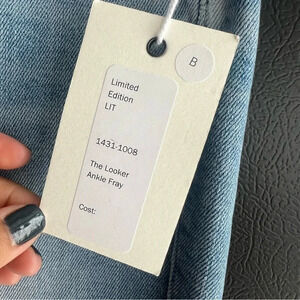 B
Limited
Edition
LIT
1431-1008
The Looker
Ankle Fray
Cost: